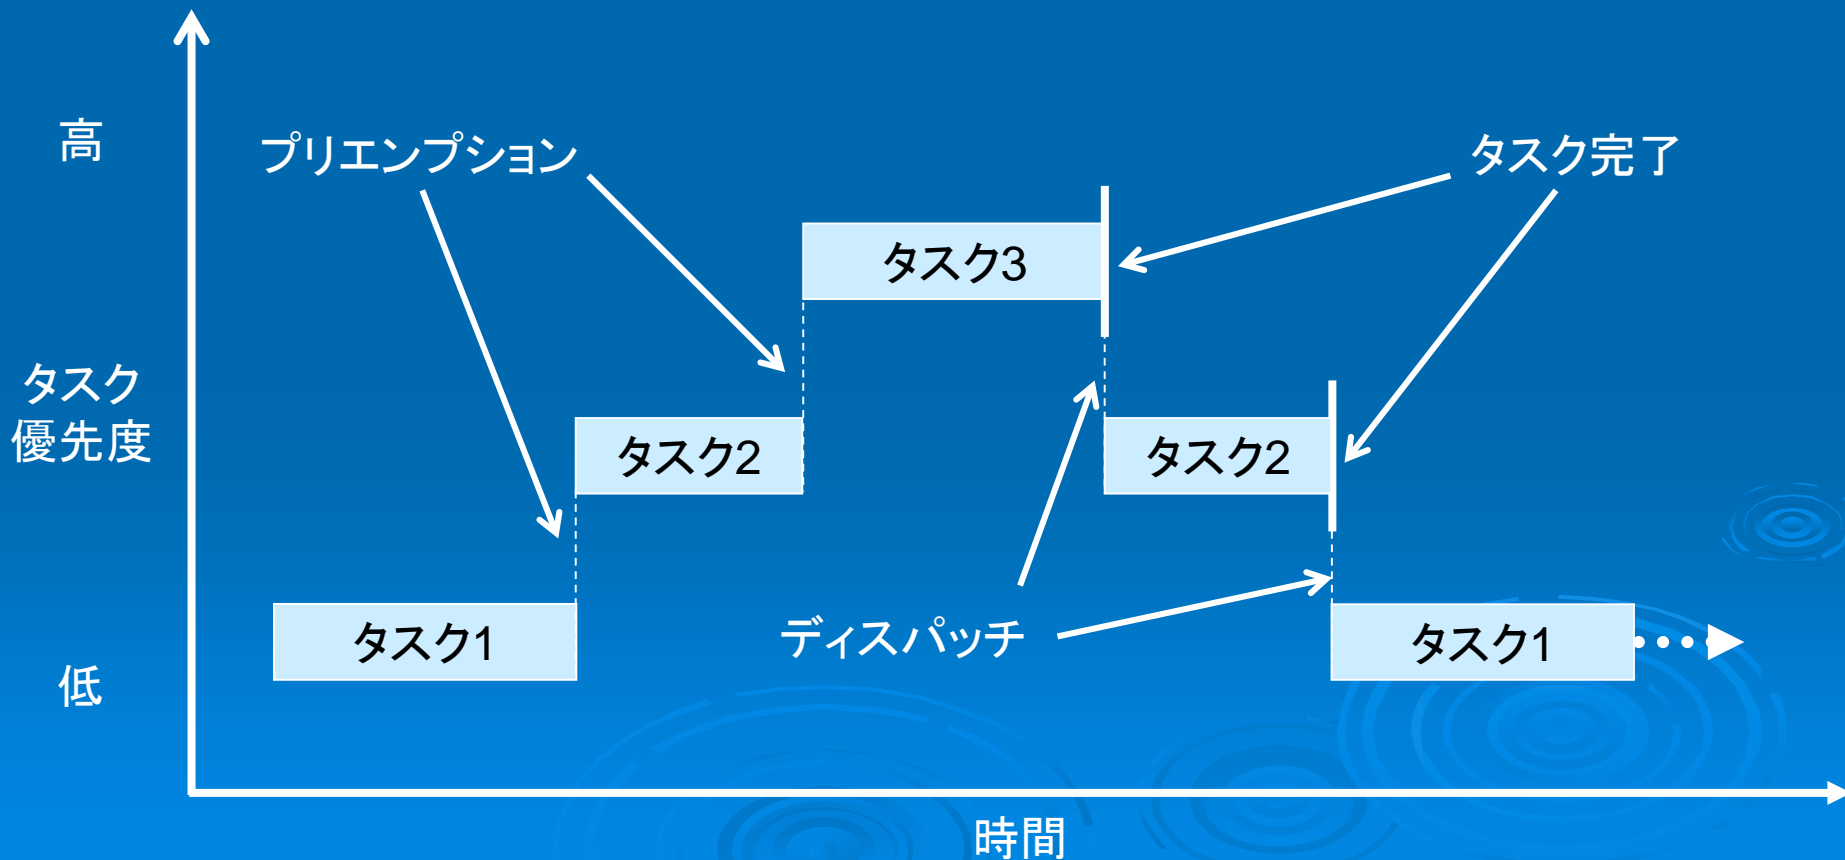 高
プリエンプション
タスク完了
タスク3
タスク
優先度
タスク2
タスク2
タスク1
ディスパッチ
タスク1
低
時間